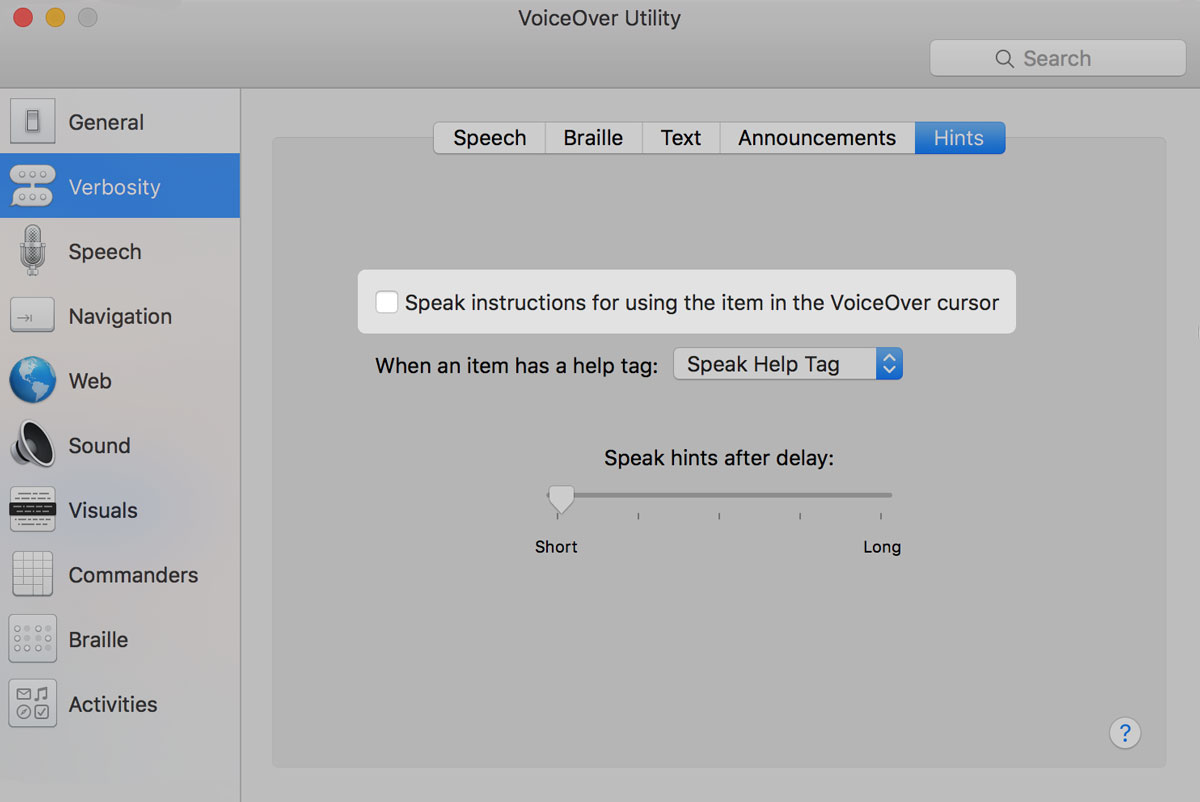 VoiceOver Utility
Search
General
Verbosity
Speech
Navigation
Web
Sound
Visuals
Commanders
Braille
Activities
Speech Braille Text Announcements Hints
Speak instructions for using the item in the VoiceOver cursor
When an item has a help tag: Speak Help Tag
Speak hints after delay:
Short Long
?